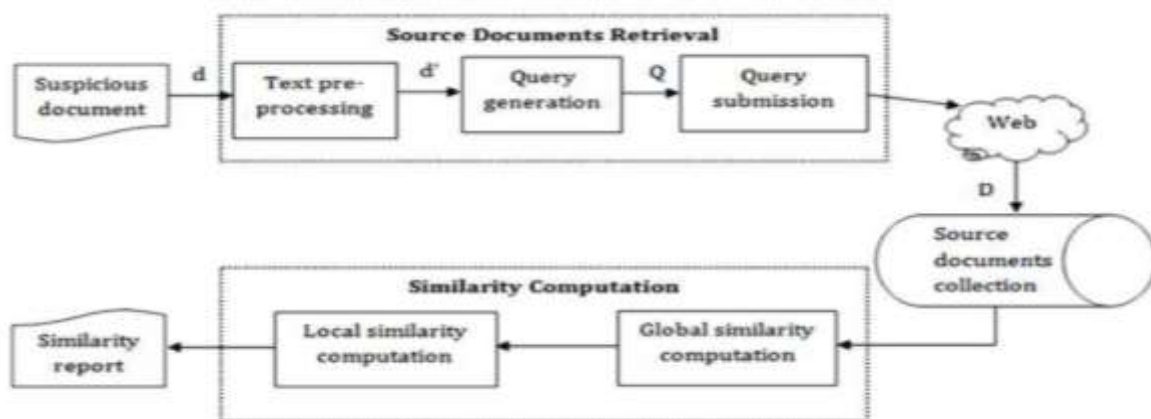 Source Documents Retrieval
Suspicious
document
d
Text pre-
processing
d'
Query
generation
Q
Query
submission
Web
D
Source
documents
collection
Similarity Computation
Global similarity
computation
Local similarity
computation
Similarity
report